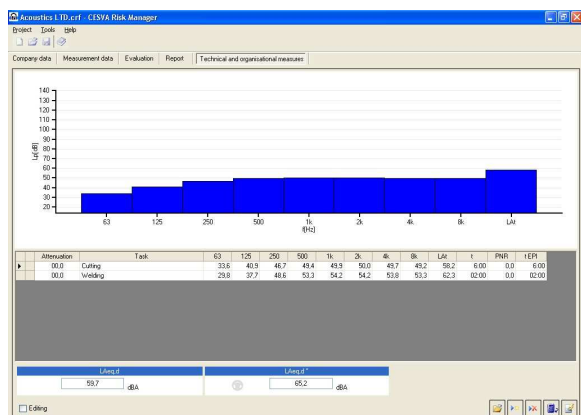 Acoustics LTD.crf - CESVA Risk Manager
Project Tools Help
Company data Measurement data Evaluation Report Technical and organisational measures
140
130
120
110
100
90
80
70
60
50
40
30
20
Lp[dB]
63 125 250 500 1k 2k 4k 8k LAt
f[Hz]
Attenuation Task 63 125 250 500 1k 2k 4k 8k LAt t PNR t EPI
00,0 Cutting 33,6 40,9 46,7 49,4 49,9 50,0 49,7 49,2 58,2 6:00 0,0 6:00
00,0 Welding 29,8 37,7 48,6 53,3 54,2 54,2 53,8 53,3 62,3 02:00 0,0 02:00
LAeq,d LAeq,d *
59,7 dBA 65,2 dBA
Editing